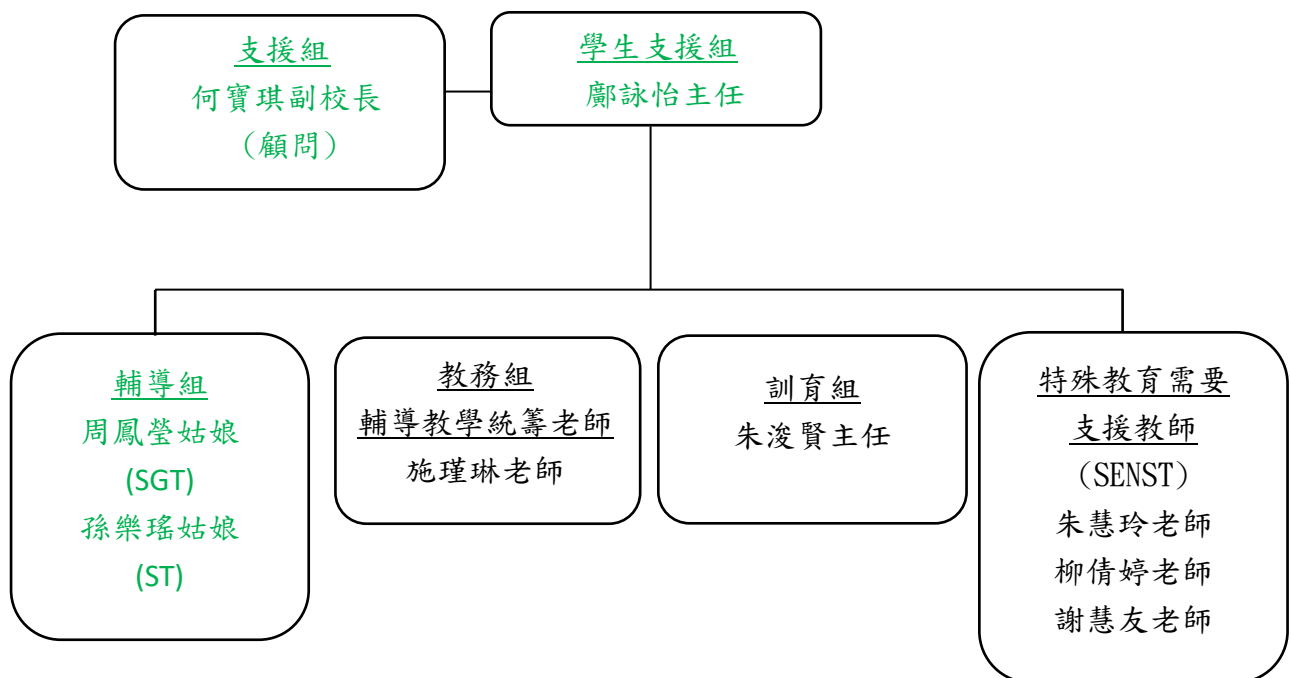 支援組
何寶琪副校長
（顧問）
學生支援組
鄺詠怡主任
輔導組
周鳳瑩姑娘
(SGT)
孫樂瑤姑娘
(ST)
教務組
輔導教學統籌老師
施瑾琳老師
訓育組
朱浚賢主任
特殊教育需要
支援教師
（SENST）
朱慧玲老師
柳倩婷老師
謝慧友老師